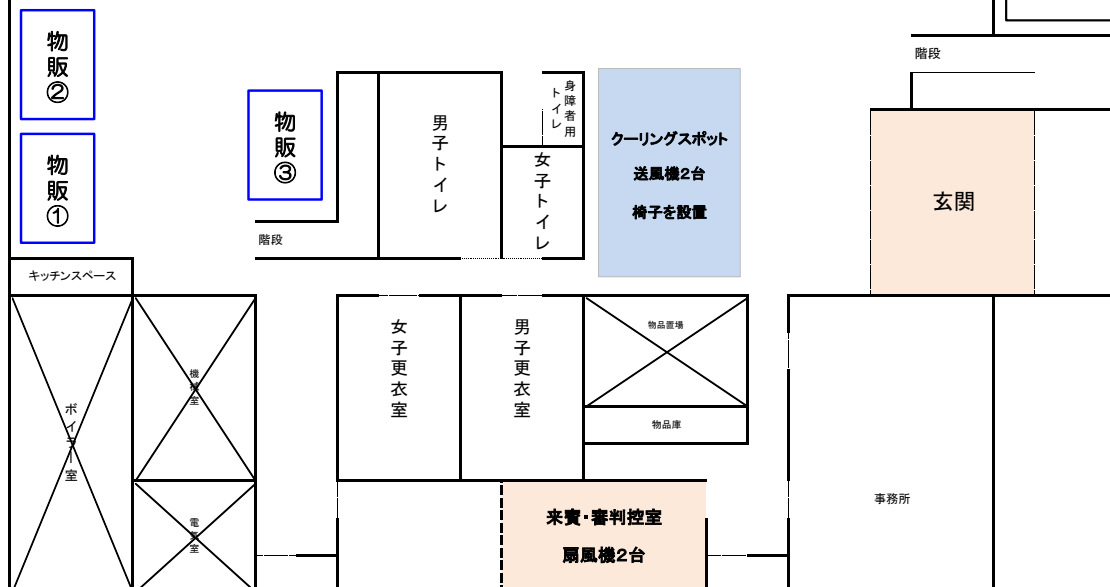 物販②
物販①
物販③
階段
男子トイレ
身障者用トイレ
女子トイレ
クーリングスポット
送風機2台
椅子を設置
階段
玄関
キッチンスペース
ボイラー室
機械室
電気室
女子更衣室
男子更衣室
物品置場
物品庫
来賓・審判控室
扇風機2台
事務所